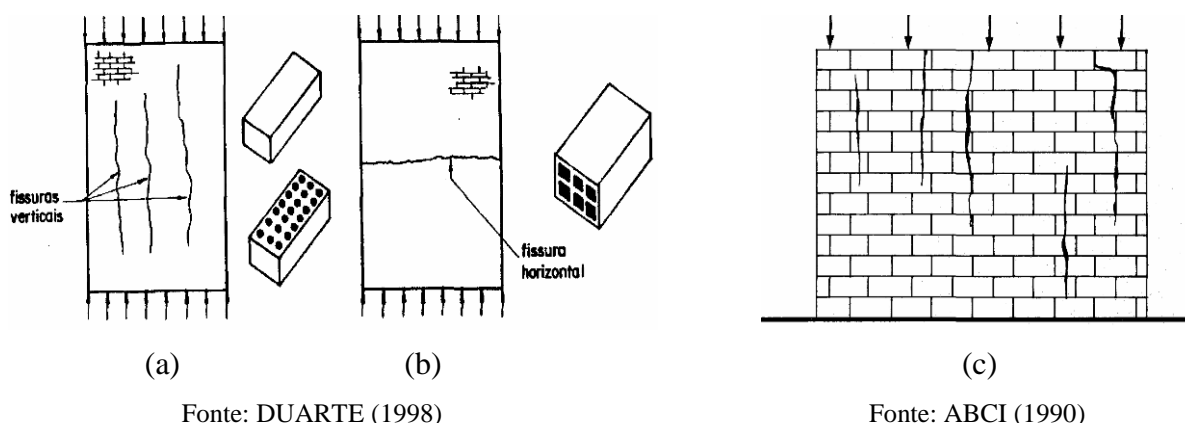 fissuras
verticais
fissura
horizontal
(a)
(b)
(c)
Fonte: DUARTE (1998)
Fonte: ABCI (1990)